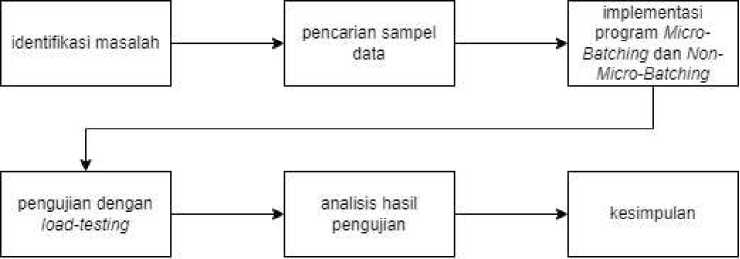 identifikasi masalah
pencarian sampel
data
implementasi
program Micro-
Batching dan Non-
Micro-Batching
pengujian dengan
load-testing
analisis hasil
pengujian
kesimpulan